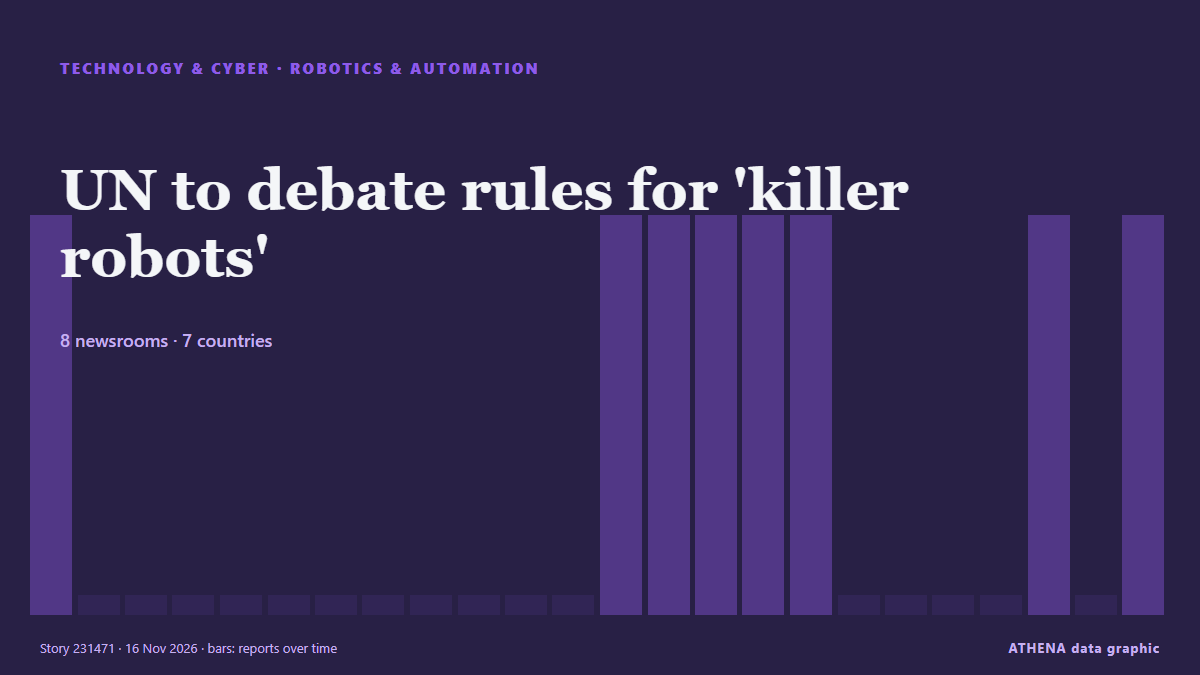 TECHNOLOGY & CYBER · ROBOTICS & AUTOMATION
UN to debate rules for 'killer
robots'
8 newsrooms · 7 countries
Story 231471 · 16 Nov 2026 · bars: reports over time
ATHENA data graphic